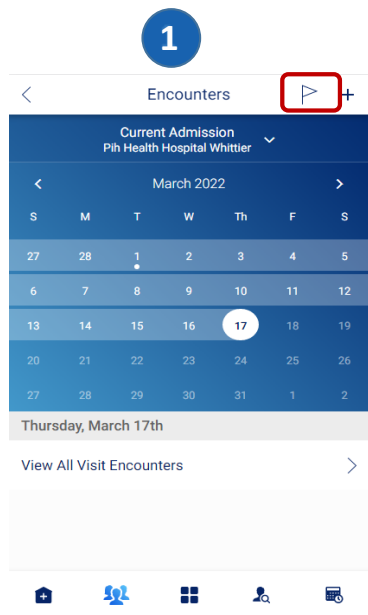 1
Encounters
Current Admission
Pih Health Hospital Whittier
March 2022
S M T W Th F S
27 28 1 2 3 4 5
6 7 8 9 10 11 12
13 14 15 16 17 18 19
20 21 22 23 24 25 26
27 28 29 30 31 1 2
Thursday, March 17th
View All Visit Encounters